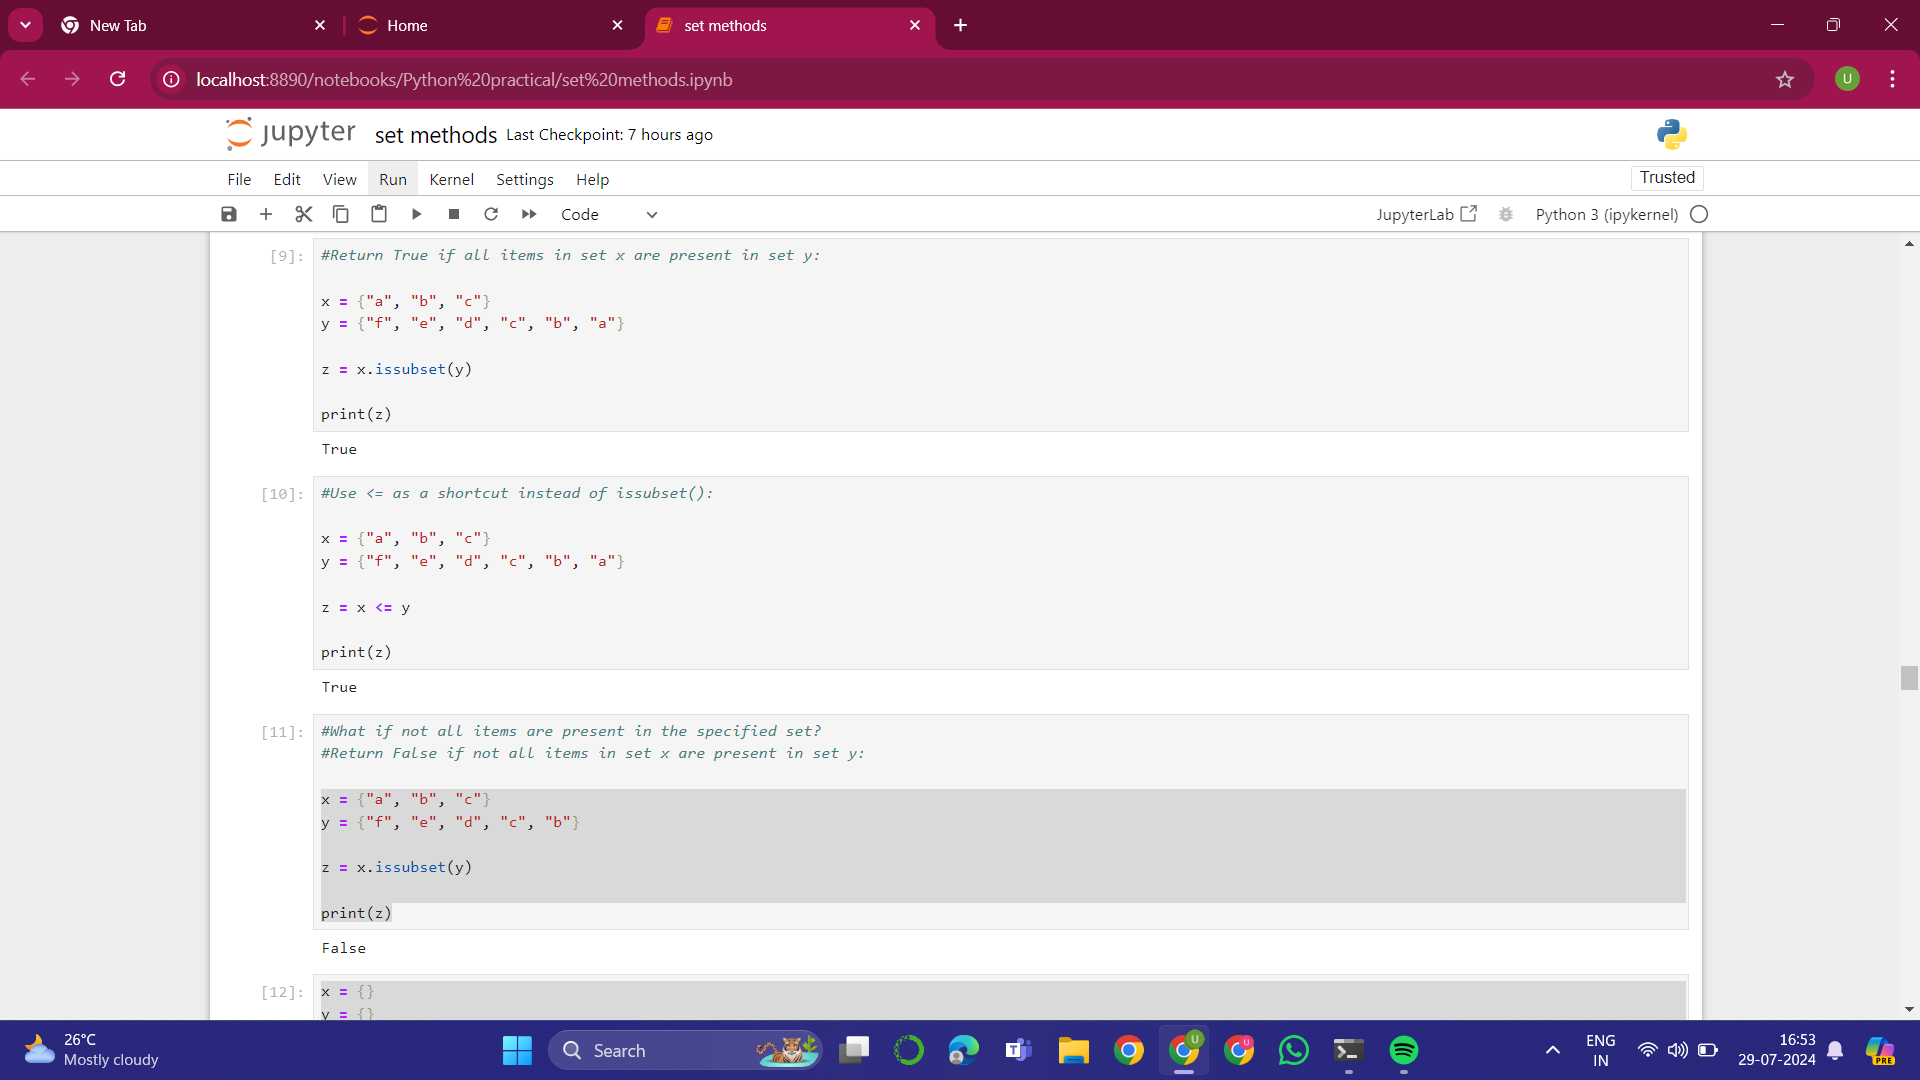 New Tab
Home
set methods
localhost:8890/notebooks/Python%20practical/set%20methods.ipynb
U
jupyter set methods Last Checkpoint: 7 hours ago
File Edit View Run Kernel Settings Help
Trusted
Code
JupyterLab
Python 3 (ipykernel)
[9]: #Return True if all items in set x are present in set y:
x = {"a", "b", "c"}
y = {"f", "e", "d", "c", "b", "a"}
z = x.issubset(y)
print(z)
True
[10]: #Use <= as a shortcut instead of issubset():
x = {"a", "b", "c"}
y = {"f", "e", "d", "c", "b", "a"}
z = x <= y
print(z)
True
[11]: #What if not all items are present in the specified set?
#Return False if not all items in set x are present in set y:
x = {"a", "b", "c"}
y = {"f", "e", "d", "c", "b"}
z = x.issubset(y)
print(z)
False
[12]: x = {}
y = {}
26°C
Mostly cloudy
Search
U
U
ENG
IN
16:53
29-07-2024
PRE